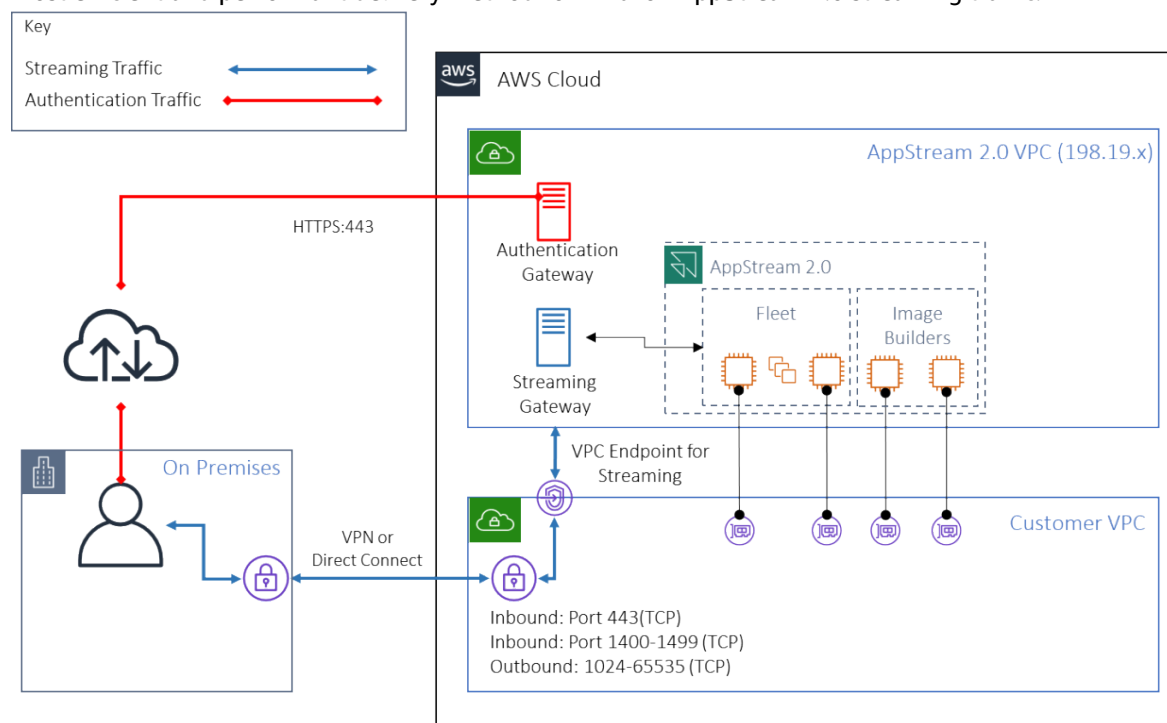 Key
Streaming Traffic
Authentication Traffic
aws
AWS Cloud
AppStream 2.0 VPC (198.19.x)
HTTPS:443
Authentication
Gateway
AppStream 2.0
Fleet
Image
Builders
Streaming
Gateway
VPC Endpoint for
Streaming
On Premises
Customer VPC
VPN or
Direct Connect
Inbound: Port 443(TCP)
Inbound: Port 1400-1499 (TCP)
Outbound: 1024-65535 (TCP)